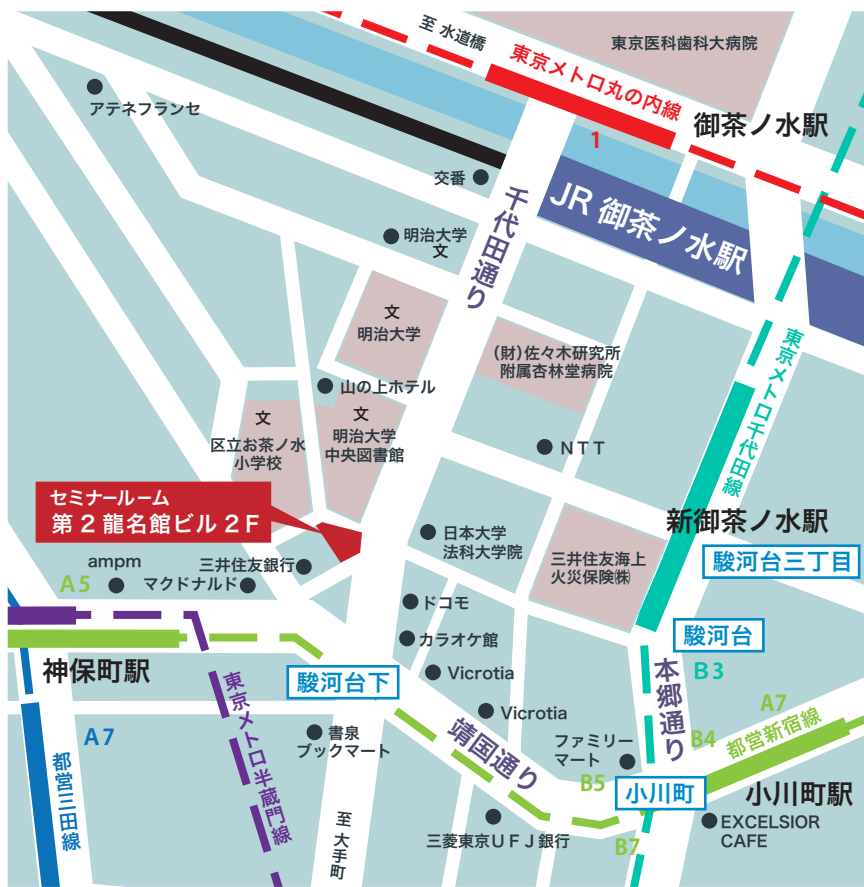 至 水道橋
東京医科歯科大病院
東京メトロ丸の内線
アテネフランセ
1
御茶ノ水駅
交番
千代田通り
JR 御茶ノ水駅
明治大学
文
文
明治大学
(財)佐々木研究所
附属杏林堂病院
東京メトロ千代田線
山の上ホテル
文
区立お茶ノ水
小学校
文
明治大学
中央図書館
NTT
セミナールーム
第2龍名館ビル2F
新御茶ノ水駅
日本大学
法科大学院
三井住友海上
火災保険㈱
駿河台三丁目
ampm
三井住友銀行
A5
マクドナルド
ドコモ
カラオケ館
駿河台
神保町駅
駿河台下
Vicrotia
本郷通り
B3
東京メトロ半蔵門線
A7
Vicrotia
A7
書泉
ブックマート
靖国通り
ファミリー
マート
B4
都営新宿線
都営三田線
B5
小川町
小川町駅
至 大手町
三菱東京UFJ銀行
B7
EXCELSIOR
CAFE